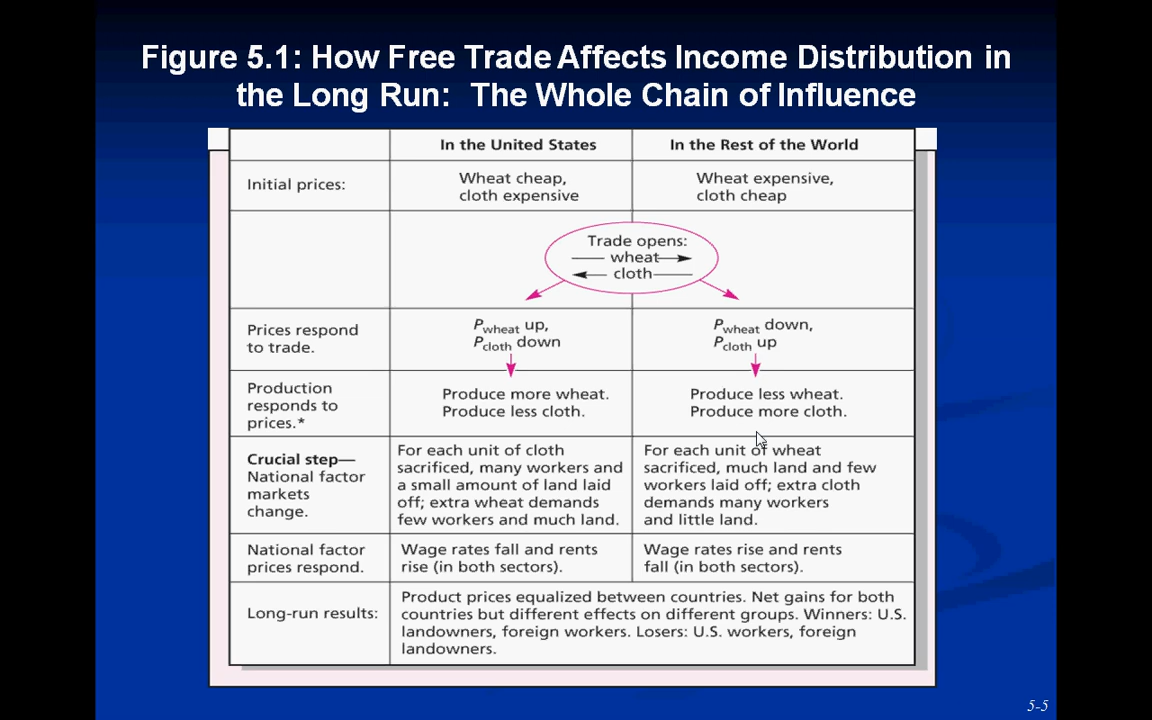 Figure 5.1: How Free Trade Affects Income Distribution in
the Long Run: The Whole Chain of Influence
In the United States
In the Rest of the World
Initial prices:
Wheat cheap,
cloth expensive
Wheat expensive,
cloth cheap
Trade opens:
wheat
cloth
Prices respond
to trade.
Pwheat up,
Pcloth down
Pwheat down,
Pcloth up
Production
responds to
prices.*
Produce more wheat.
Produce less cloth.
Produce less wheat.
Produce more cloth.
Crucial step—
National factor
markets
change.
For each unit of cloth
sacrificed, many workers and
a small amount of land laid
off; extra wheat demands
few workers and much land.
For each unit of wheat
sacrificed, much land and few
workers laid off; extra cloth
demands many workers
and little land.
National factor
prices respond.
Wage rates fall and rents
rise (in both sectors).
Wage rates rise and rents
fall (in both sectors).
Long-run results:
Product prices equalized between countries. Net gains for both
countries but different effects on different groups. Winners: U.S.
landowners, foreign workers. Losers: U.S. workers, foreign
landowners.
5-5